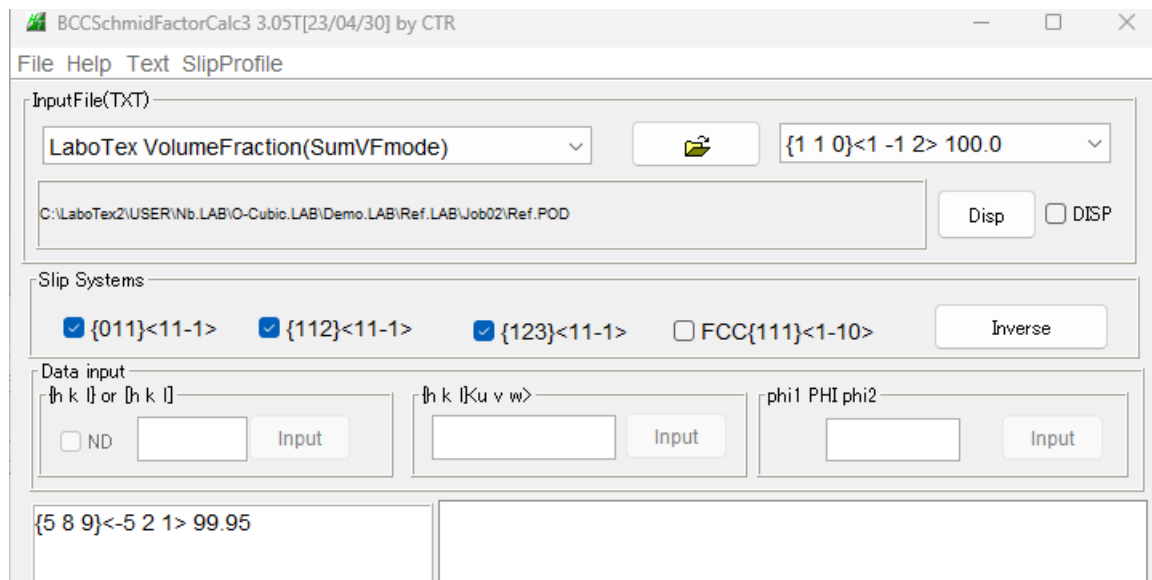 BCCSchmidFactorCalc3 3.05T[23/04/30] by CTR
File Help Text SlipProfile
InputFile(TXT)
LaboTex VolumeFraction(SumVFmode)
{1 1 0}<1 -1 2> 100.0
C:\LaboTex2\USER\Nb.LAB\O-Cubic.LAB\Demo.LAB\Ref.LAB\Job02\Ref.POD
Disp
DISP
Slip Systems
{011}<11-1>
{112}<11-1>
{123}<11-1>
FCC{111}<1-10>
Inverse
Data input
{h k l} or [h k l]
{h k l}<u v w>
phi1 PHI phi2
ND
Input
Input
Input
{5 8 9}<-5 2 1> 99.95